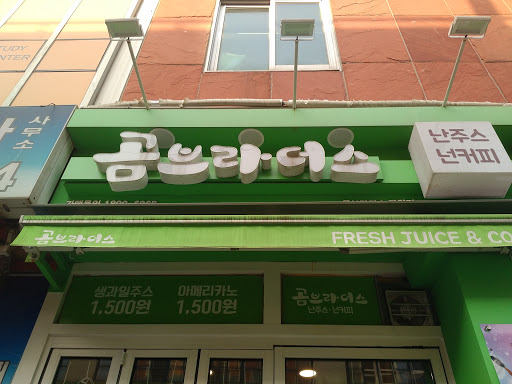 STUDY
사무소
4
곰브라더스
난주스
넌커피
곰브라더스
FRESH JUICE & CO
생과일주스
1,500원
아메리카노
1,500원
곰브라더스
난주스·넌커피